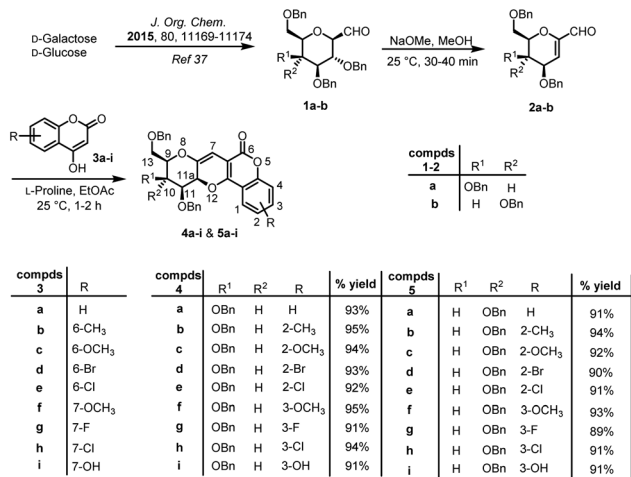 D-Galactose
D-Glucose
J. Org. Chem.
2015, 80, 11169-11174
Ref 37
OBn
O
CHO
R¹
R²
OBn
OBn
1a-b
NaOMe, MeOH
25 °C, 30-40 min
OBn
O
CHO
R¹
R²
OBn
2a-b
R
O
O
OH
3a-i
L-Proline, EtOAc
25 °C, 1-2 h
OBn
13
9
O
8
7
O
6
O
5
R¹
10
R²
11a
11
OBn
O
12
1
2
3
4
R
4a-i & 5a-i
compds
1-2 R¹ R²
a OBn H
b H OBn
compds
3 R
a H
b 6-CH₃
c 6-OCH₃
d 6-Br
e 6-Cl
f 7-OCH₃
g 7-F
h 7-Cl
i 7-OH
compds
4 R¹ R² R % yield
a OBn H H 93%
b OBn H 2-CH₃ 95%
c OBn H 2-OCH₃ 94%
d OBn H 2-Br 93%
e OBn H 2-Cl 92%
f OBn H 3-OCH₃ 95%
g OBn H 3-F 91%
h OBn H 3-Cl 94%
i OBn H 3-OH 91%
compds
5 R¹ R² R % yield
a H OBn H 91%
b H OBn 2-CH₃ 94%
c H OBn 2-OCH₃ 92%
d H OBn 2-Br 90%
e H OBn 2-Cl 91%
f H OBn 3-OCH₃ 93%
g H OBn 3-F 89%
h H OBn 3-Cl 91%
i H OBn 3-OH 91%